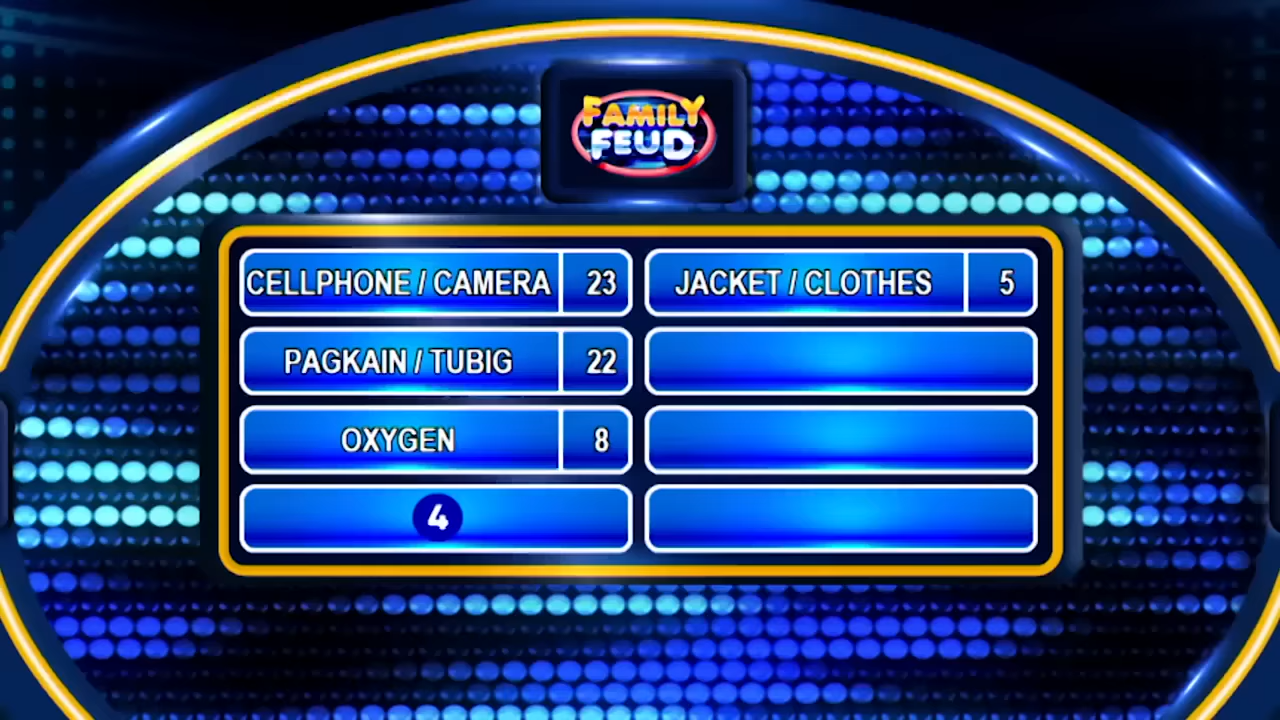 FAMILY
FEUD
CELLPHONE / CAMERA 23
PAGKAIN / TUBIG 22
OXYGEN 8
4
JACKET / CLOTHES 5